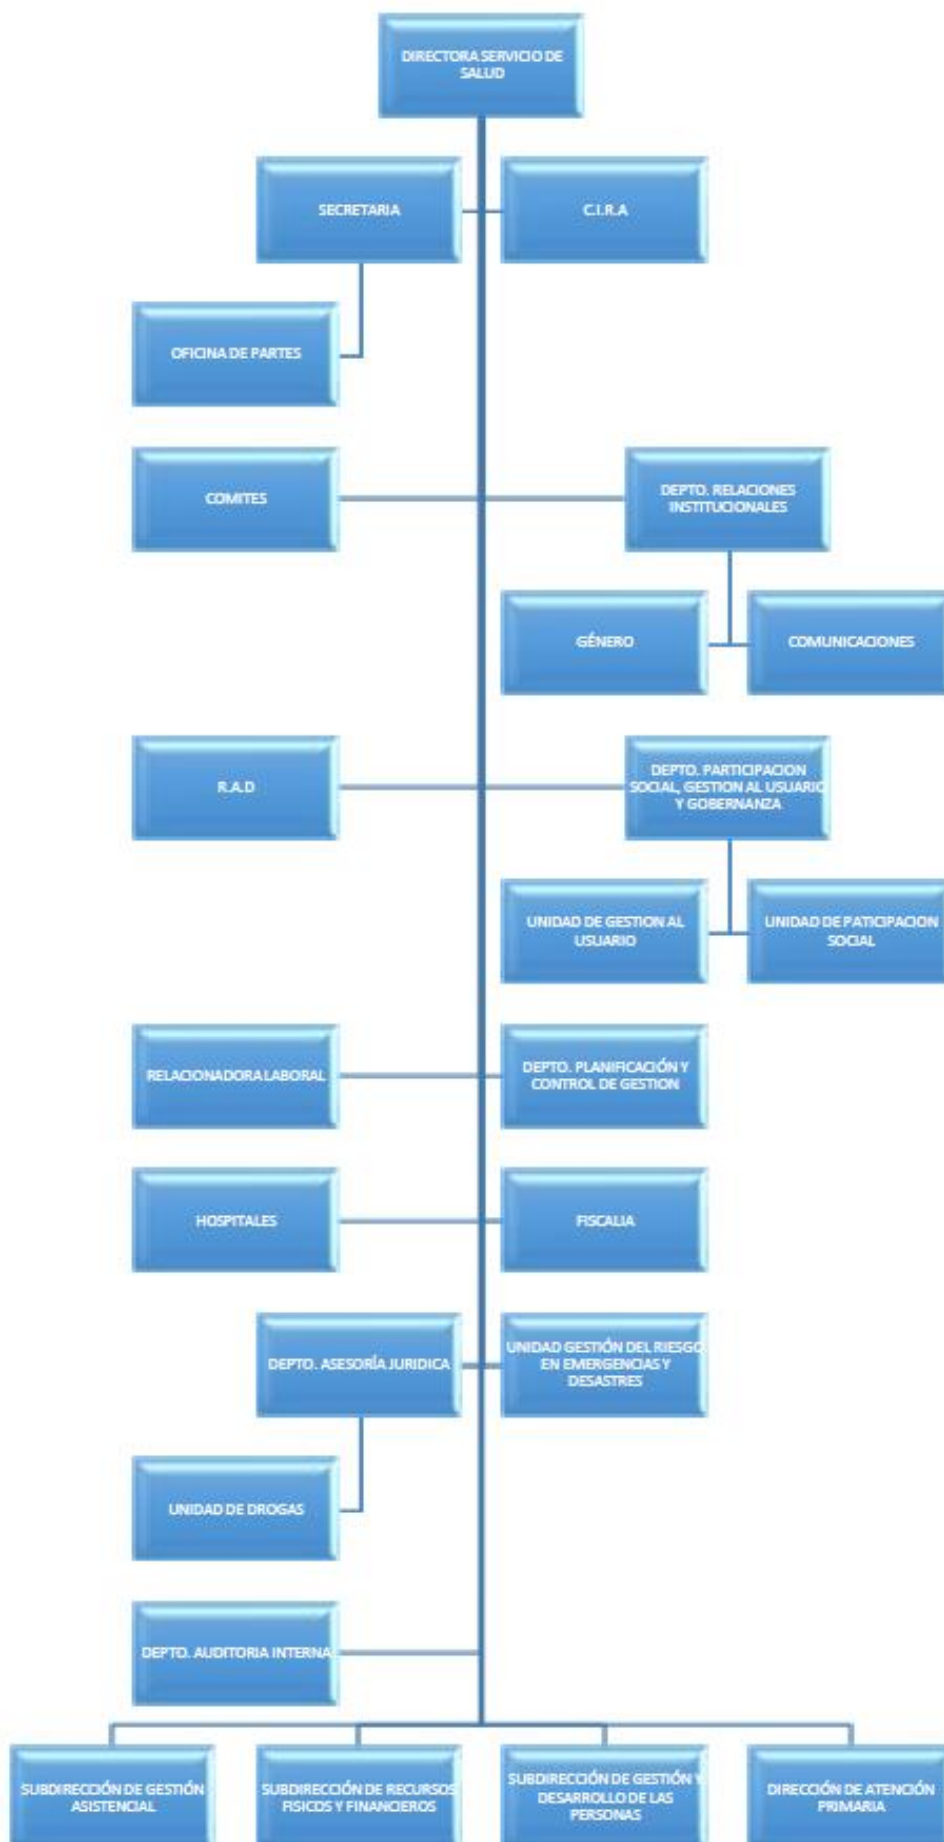 DIRECTORA SERVICIO DE
SALUD
SECRETARIA
C.I.R.A
OFICINA DE PARTES
COMITES
DEPTO. RELACIONES
INSTITUCIONALES
GÉNERO
COMUNICACIONES
R.A.D
DEPTO. PARTICIPACION
SOCIAL, GESTION AL USUARIO
Y GOBERNANZA
UNIDAD DE GESTION AL
USUARIO
UNIDAD DE PATICIPACION
SOCIAL
RELACIONADORA LABORAL
DEPTO. PLANIFICACIÓN Y
CONTROL DE GESTION
HOSPITALES
FISCALIA
DEPTO. ASESORÍA JURIDICA
UNIDAD GESTIÓN DEL RIESGO
EN EMERGENCIAS Y
DESASTRES
UNIDAD DE DROGAS
DEPTO. AUDITORIA INTERNA
SUBDIRECCIÓN DE GESTIÓN
ASISTENCIAL
SUBDIRECCIÓN DE RECURSOS
FISICOS Y FINANCIEROS
SUBDIRECCIÓN DE GESTIÓN Y
DESARROLLO DE LAS
PERSONAS
DIRECCIÓN DE ATENCIÓN
PRIMARIA